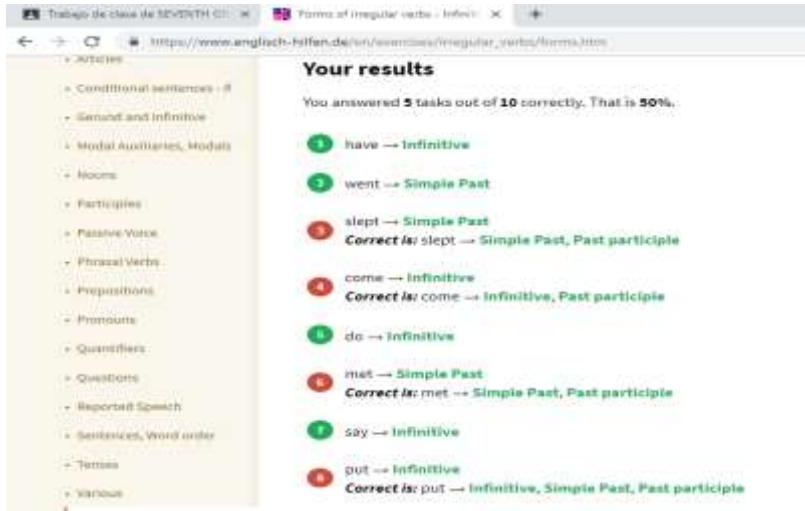 Trabajo de clase de SEVENTH
Forms of irregular verbs - Infinit
https://www.englisch-hilfen.de/en/exercises/irregular_verbs/forms.htm
Articles
Conditional sentences - if
Gerund and Infinitive
Modal Auxiliaries, Modals
Nouns
Participles
Passive Voice
Phrasal Verbs
Prepositions
Pronouns
Quantifiers
Questions
Reported Speech
Sentences, Word order
Tenses
Various
Your results
You answered 5 tasks out of 10 correctly. That is 50%.
1 have → Infinitive
2 went → Simple Past
3 slept → Simple Past
Correct is: slept → Simple Past, Past participle
4 come → Infinitive
Correct is: come → Infinitive, Past participle
5 do → Infinitive
6 met → Simple Past
Correct is: met → Simple Past, Past participle
7 say → Infinitive
8 put → Infinitive
Correct is: put → Infinitive, Simple Past, Past participle